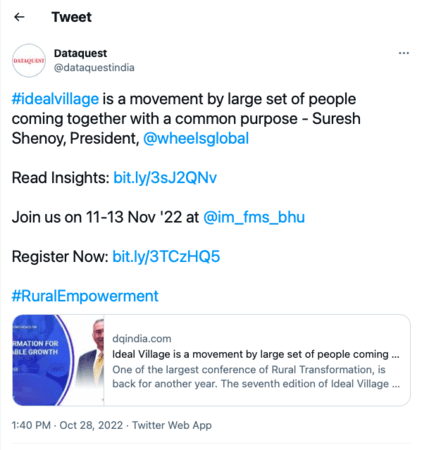 ← Tweet
DATAQUEST
Dataquest
@dataquestindia
#idealvillage is a movement by large set of people
coming together with a common purpose - Suresh
Shenoy, President, @wheelsglobal
Read Insights: bit.ly/3sJ2QNv
Join us on 11-13 Nov '22 at @im_fms_bhu
Register Now: bit.ly/3TCzHQ5
#RuralEmpowerment
RMATION FOR
BLE GROWTH
dqindia.com
Ideal Village is a movement by large set of people coming ...
One of the largest conference of Rural Transformation, is
back for another year. The seventh edition of Ideal Village ...
1:40 PM · Oct 28, 2022 · Twitter Web App